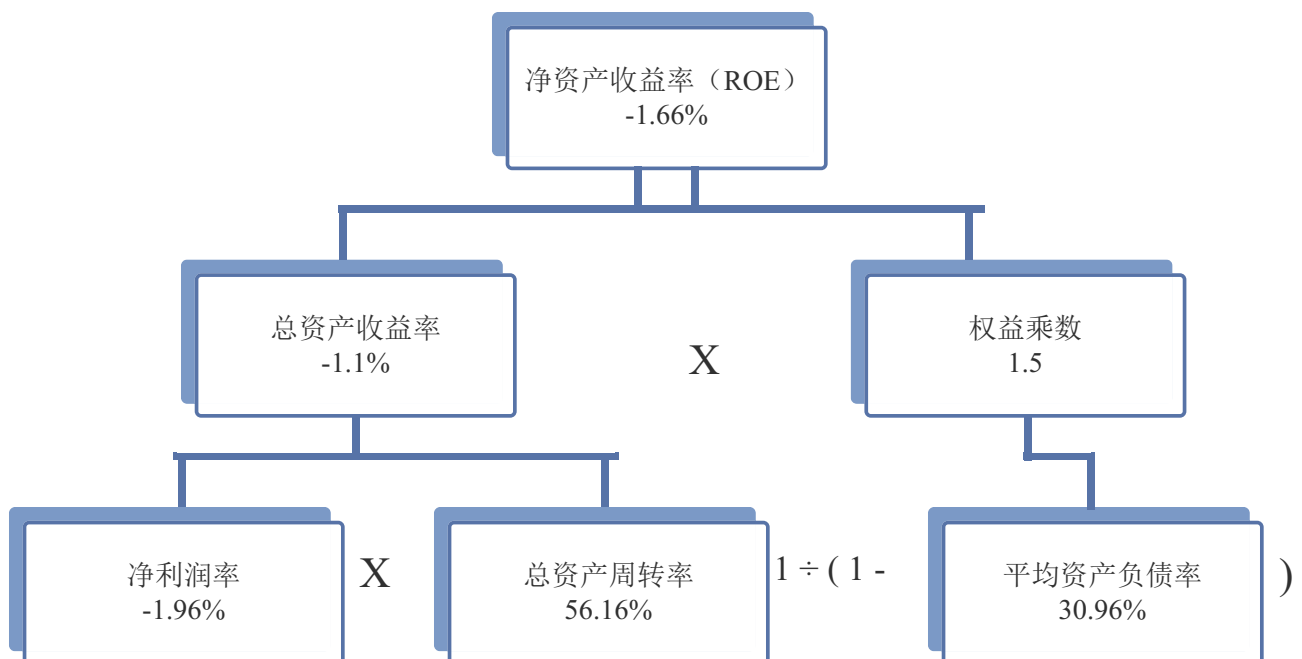 净资产收益率（ROE）
-1.66%
总资产收益率
-1.1%
X
权益乘数
1.5
净利润率
-1.96%
X
总资产周转率
56.16%
1 ÷ ( 1 -
平均资产负债率
30.96%
)